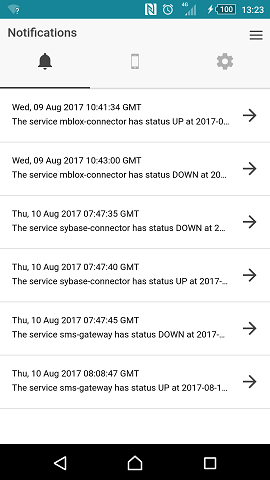 4G 100 13:23
Notifications
Wed, 09 Aug 2017 10:41:34 GMT
The service mblox-connector has status UP at 2017-0...
Wed, 09 Aug 2017 10:43:00 GMT
The service mblox-connector has status DOWN at 20...
Thu, 10 Aug 2017 07:47:35 GMT
The service sybase-connector has status DOWN at 2...
Thu, 10 Aug 2017 07:47:40 GMT
The service sybase-connector has status UP at 2017-...
Thu, 10 Aug 2017 07:47:45 GMT
The service sms-gateway has status DOWN at 2017-...
Thu, 10 Aug 2017 08:08:47 GMT
The service sms-gateway has status UP at 2017-08-1...